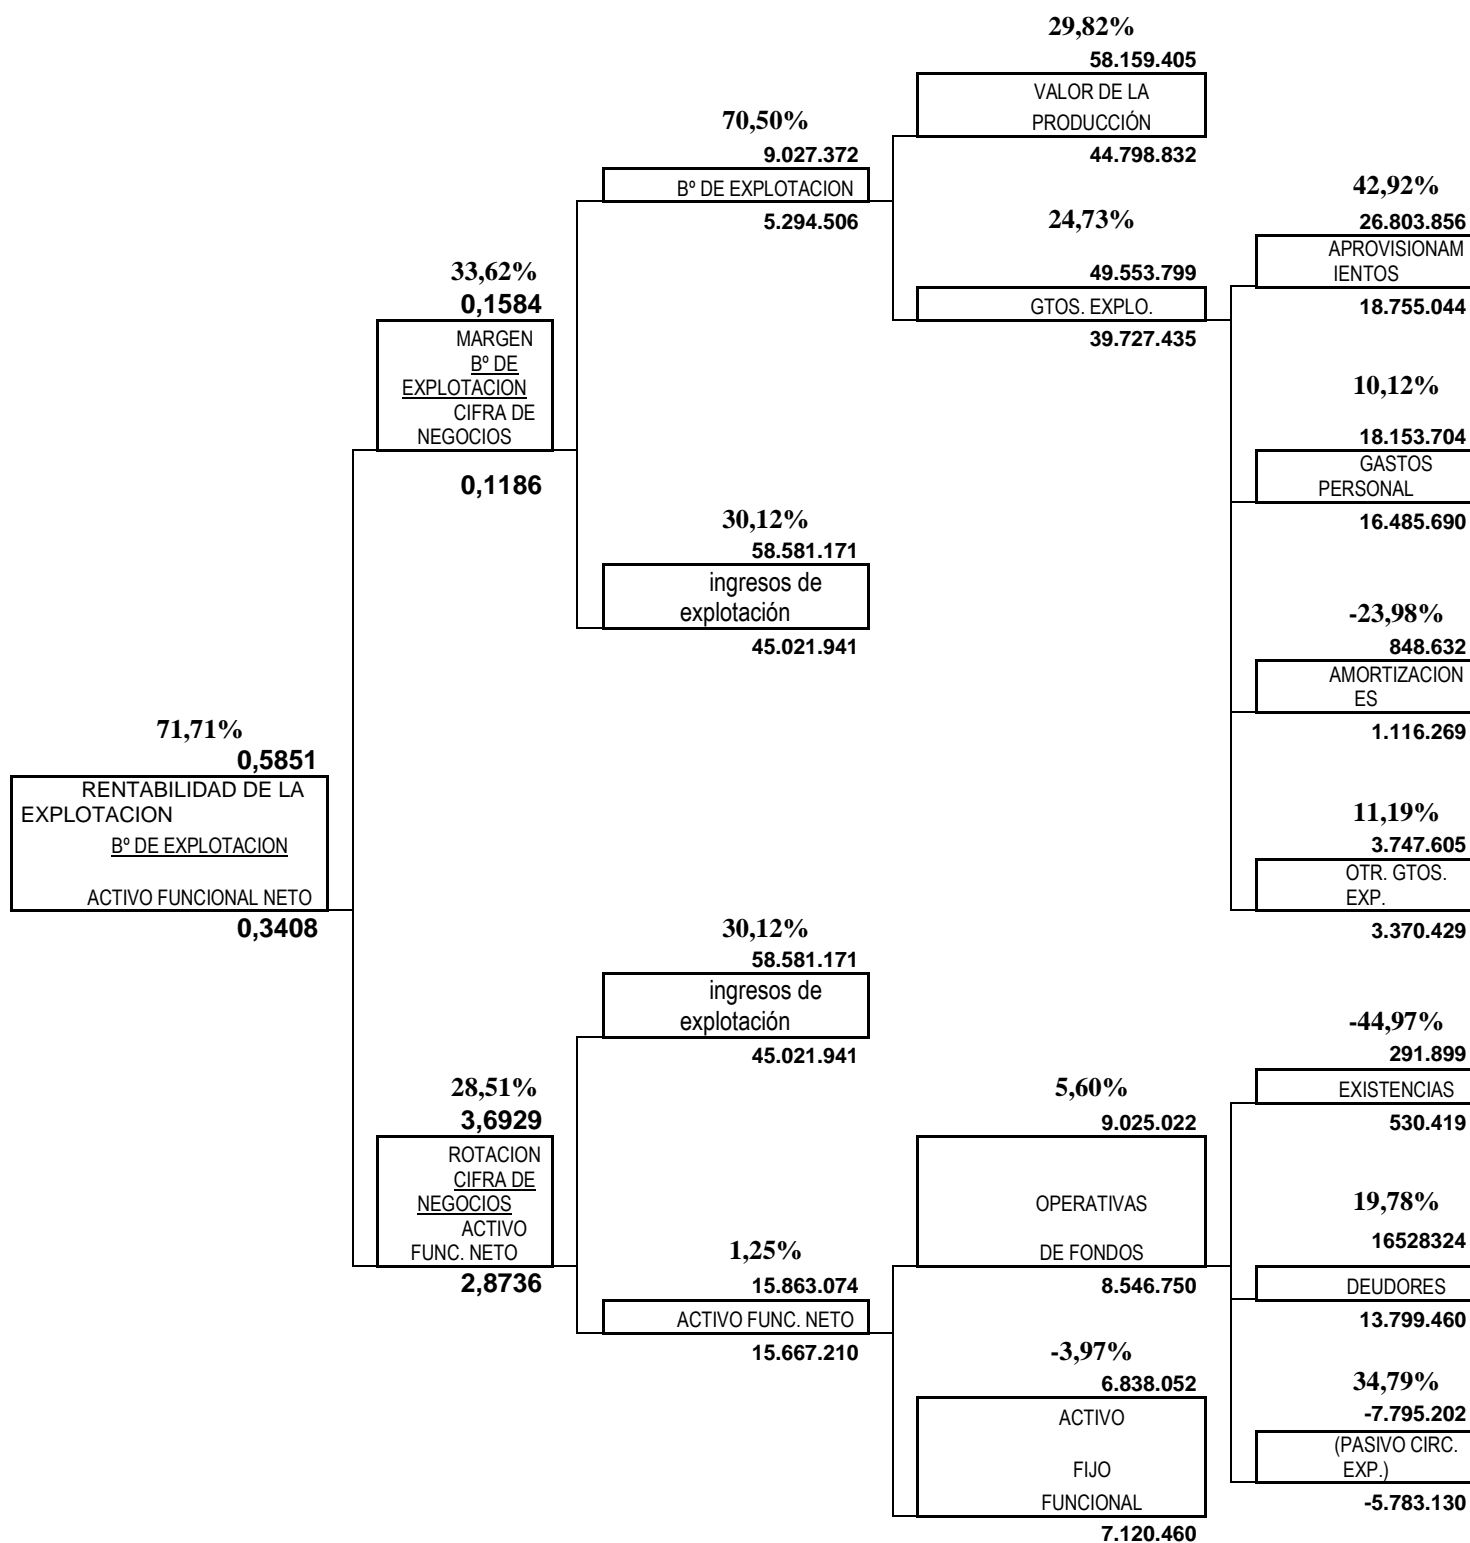 29,82%
58.159.405
VALOR DE LA
PRODUCCIÓN
44.798.832
70,50%
9.027.372
Bº DE EXPLOTACION
5.294.506
42,92%
26.803.856
APROVISIONAM
IENTOS
18.755.044
24,73%
49.553.799
GTOS. EXPLO.
39.727.435
33,62%
0,1584
MARGEN
Bº DE
EXPLOTACION
CIFRA DE
NEGOCIOS
0,1186
10,12%
18.153.704
GASTOS
PERSONAL
16.485.690
30,12%
58.581.171
ingresos de
explotación
45.021.941
-23,98%
848.632
AMORTIZACION
ES
1.116.269
71,71%
0,5851
RENTABILIDAD DE LA
EXPLOTACION
Bº DE EXPLOTACION
ACTIVO FUNCIONAL NETO
0,3408
11,19%
3.747.605
OTR. GTOS.
EXP.
3.370.429
30,12%
58.581.171
ingresos de
explotación
45.021.941
-44,97%
291.899
EXISTENCIAS
530.419
28,51%
3,6929
ROTACION
CIFRA DE
NEGOCIOS
ACTIVO
FUNC. NETO
2,8736
5,60%
9.025.022
OPERATIVAS
DE FONDOS
8.546.750
19,78%
16528324
DEUDORES
13.799.460
1,25%
15.863.074
ACTIVO FUNC. NETO
15.667.210
-3,97%
6.838.052
ACTIVO
FIJO
FUNCIONAL
7.120.460
34,79%
-7.795.202
(PASIVO CIRC.
EXP.)
-5.783.130